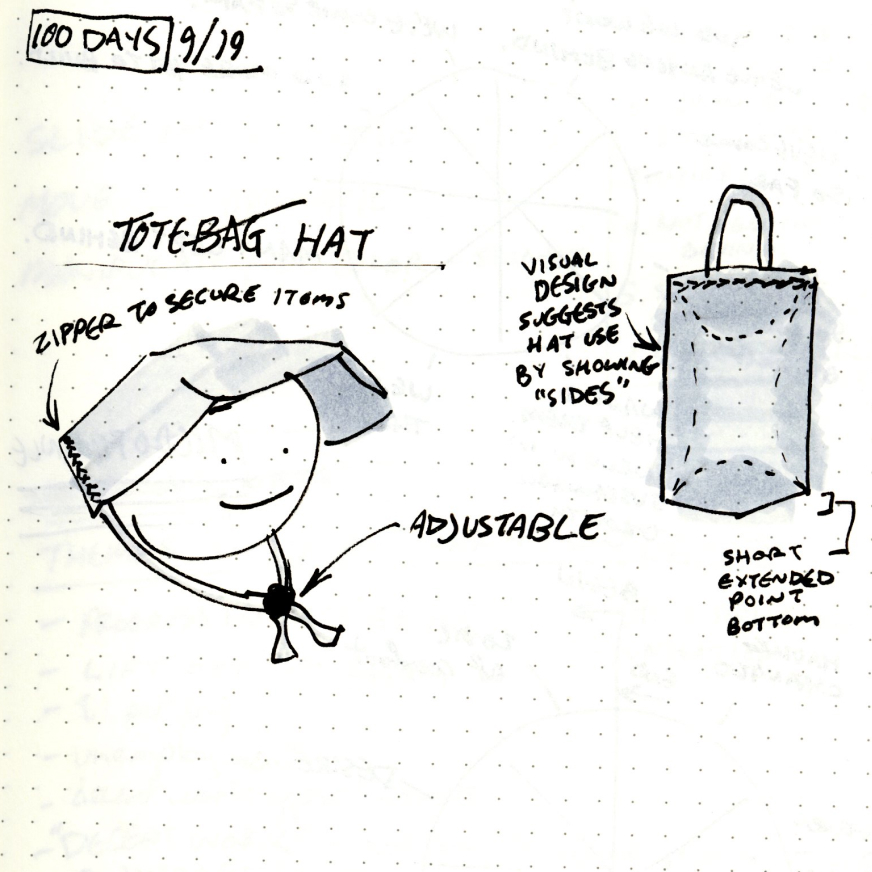 100 DAYS 9/19
TOTE-BAG HAT
ZIPPER TO SECURE ITEMS
VISUAL
DESIGN
SUGGESTS
HAT USE
BY SHOWING
"SIDES"
ADJUSTABLE
SHORT
EXTENDED
POINT
BOTTOM